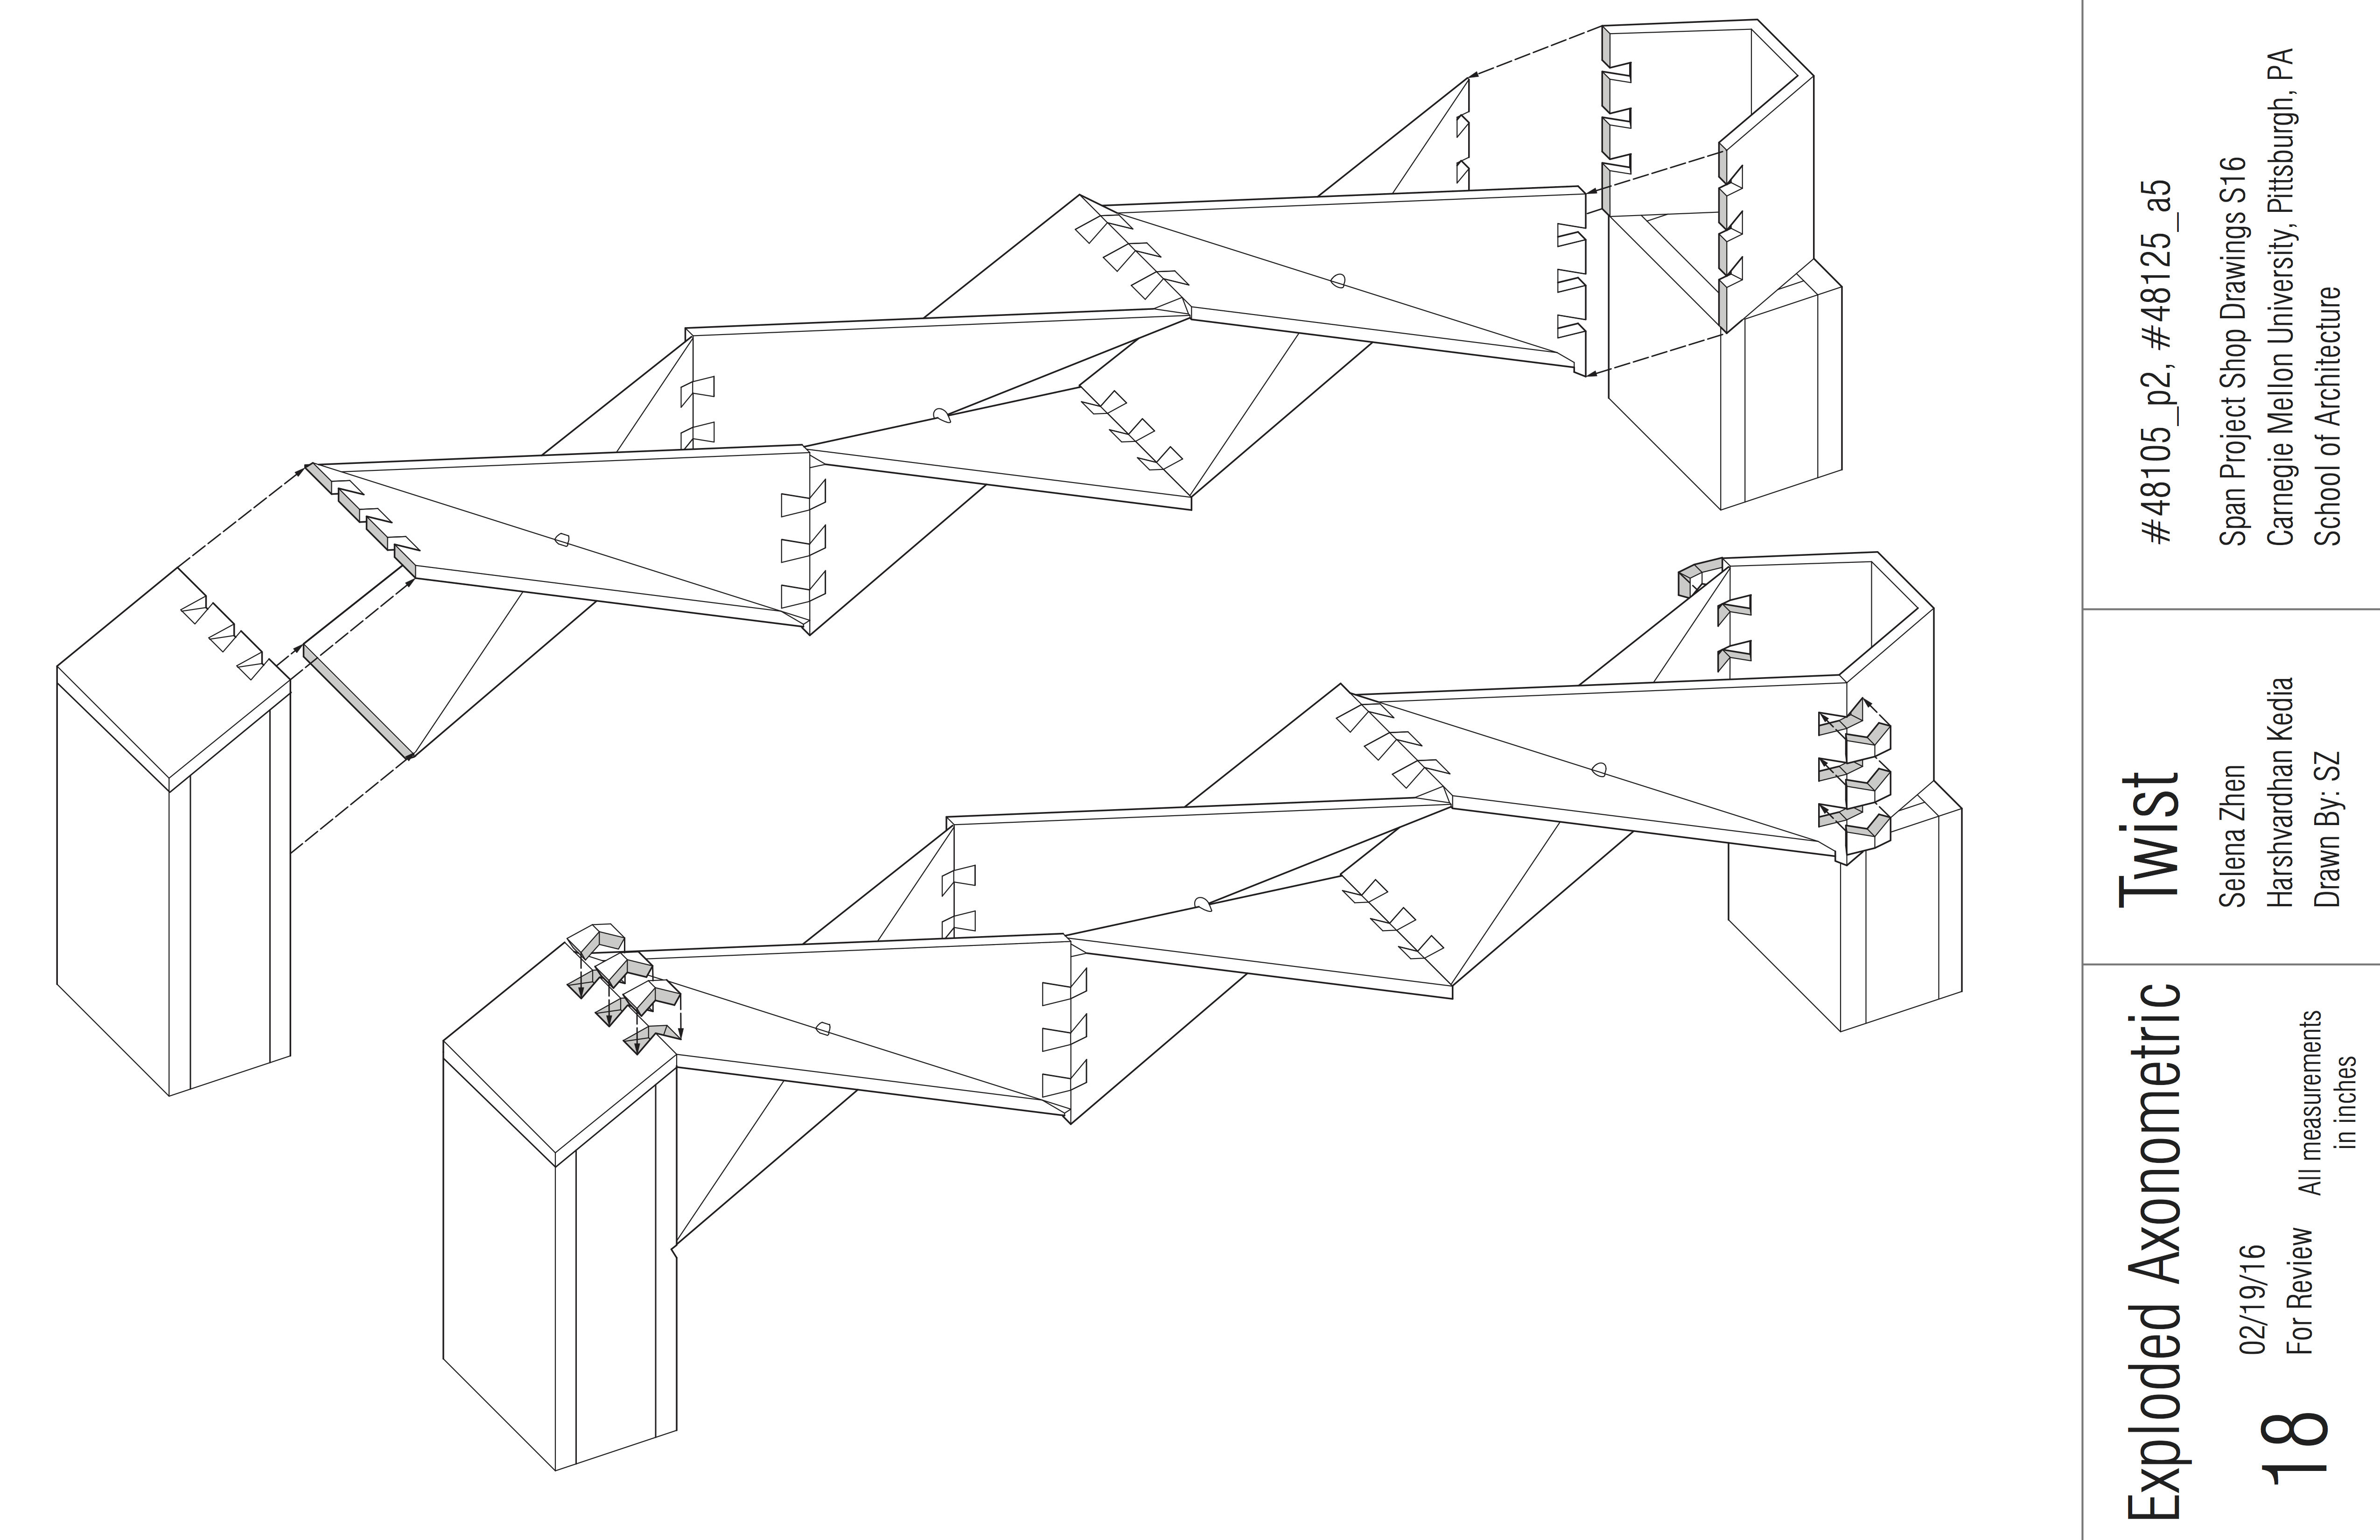 #48105_p2, #48125_a5
Span Project Shop Drawings S16
Carnegie Mellon University, Pittsburgh, PA
School of Architecture
Twist
Selena Zhen
Harshvardhan Kedia
Drawn By: SZ
Exploded Axonometric
02/19/16
For Review
All measurements
in inches
18